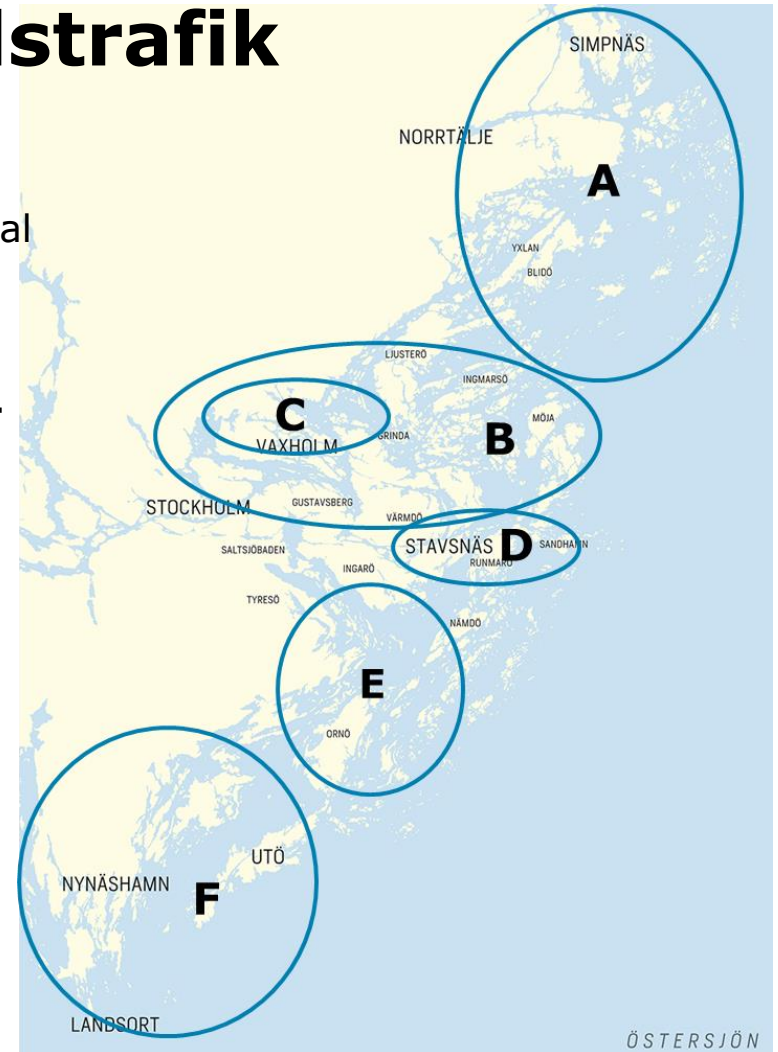 lstrafik
SIMPNÄS
NORRTÄLJE
A
al
YXLAN
BLIDÖ
LJUSTERÖ
INGMARSÖ
C
MÖJA
GRINDA
B
VAXHOLM
GUSTAVSBERG
STOCKHOLM
VÄRMDÖ
STAVSNÄS
D
SANDHAMN
SALTSJÖBADEN
RUNMARÖ
INGARÖ
TYRESÖ
NÄMDÖ
E
ORNÖ
UTÖ
NYNÄSHAMN
F
LANDSORT
ÖSTERSJÖN